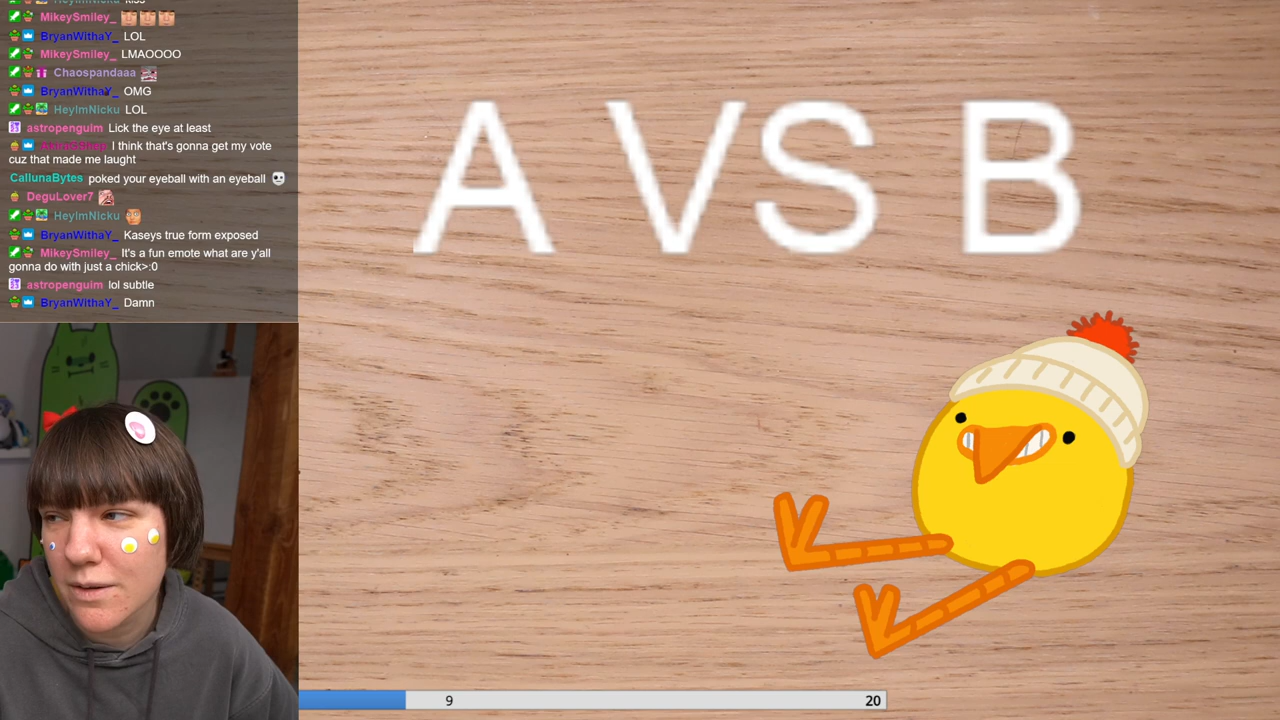 MikeySmiley_
BryanWithaY_ LOL
MikeySmiley_ LMAOOOO
Chaospandaaa
BryanWithaY_ OMG
HeyImNicku LOL
astropenguim Lick the eye at least
I think that's gonna get my vote
cuz that made me laught
CallunaBytes poked your eyeball with an eyeball
DeguLover7
HeyImNicku
BryanWithaY_ Kaseys true form exposed
MikeySmiley_ It's a fun emote what are y'all
gonna do with just a chick>:0
astropenguim lol subtle
BryanWithaY_ Damn
A VS B
9 20